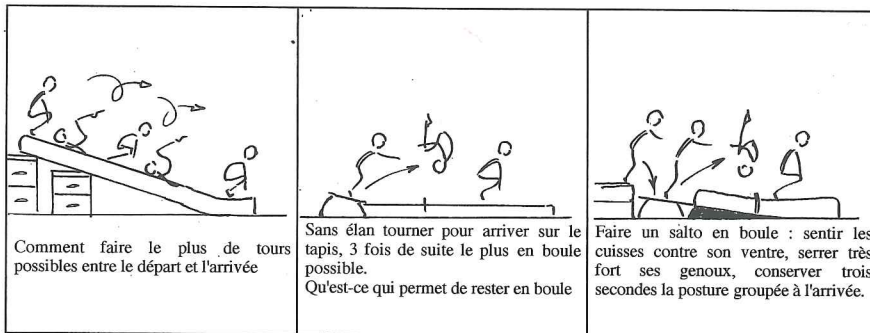 Comment faire le plus de tours
possibles entre le départ et l'arrivée
Sans élan tourner pour arriver sur le
tapis, 3 fois de suite le plus en boule
possible.
Qu'est-ce qui permet de rester en boule
Faire un salto en boule : sentir les
cuisses contre son ventre, serrer très
fort ses genoux, conserver trois
secondes la posture groupée à l'arrivée.